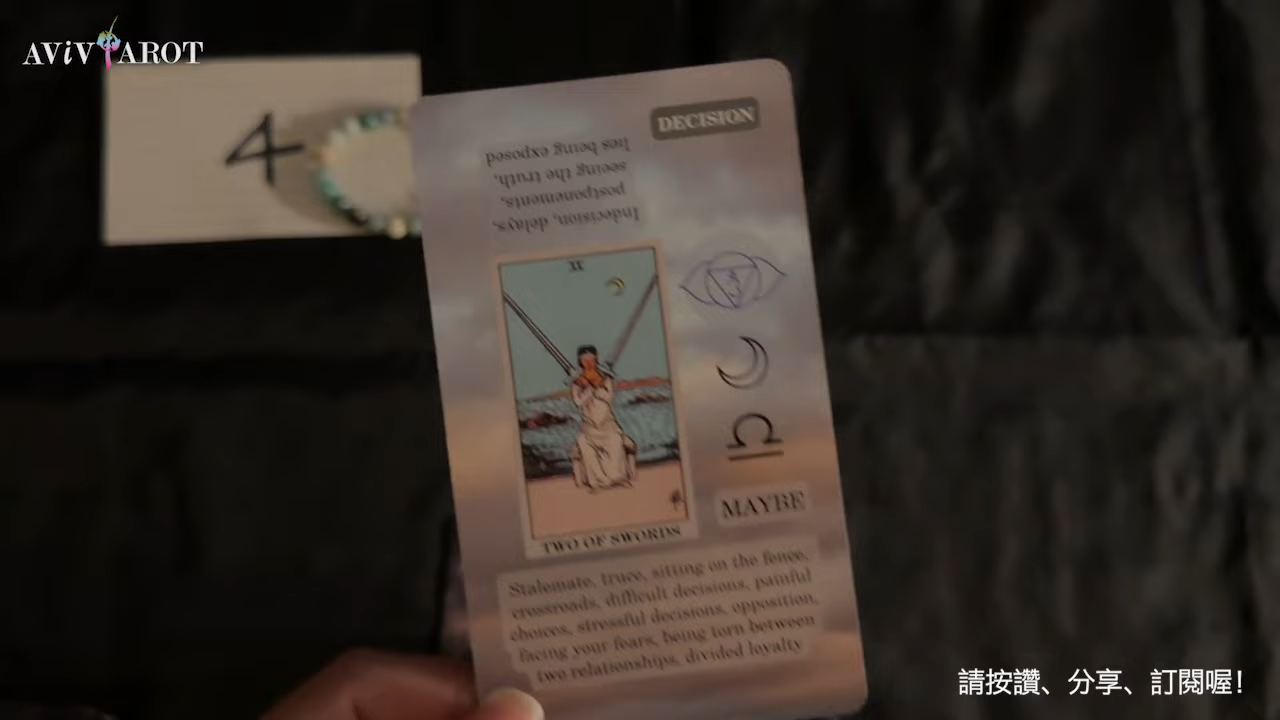 AViVTAROT
4
DECISION
Indecision, delays,
postponements,
seeing the truth,
lies being exposed
II
MAYBE
TWO OF SWORDS
Stalemate, truce, sitting on the fence,
crossroads, difficult decisions, painful
choices, stressful decisions, opposition,
facing your fears, being torn between
two relationships, divided loyalty
請按讚、分享、訂閱喔!